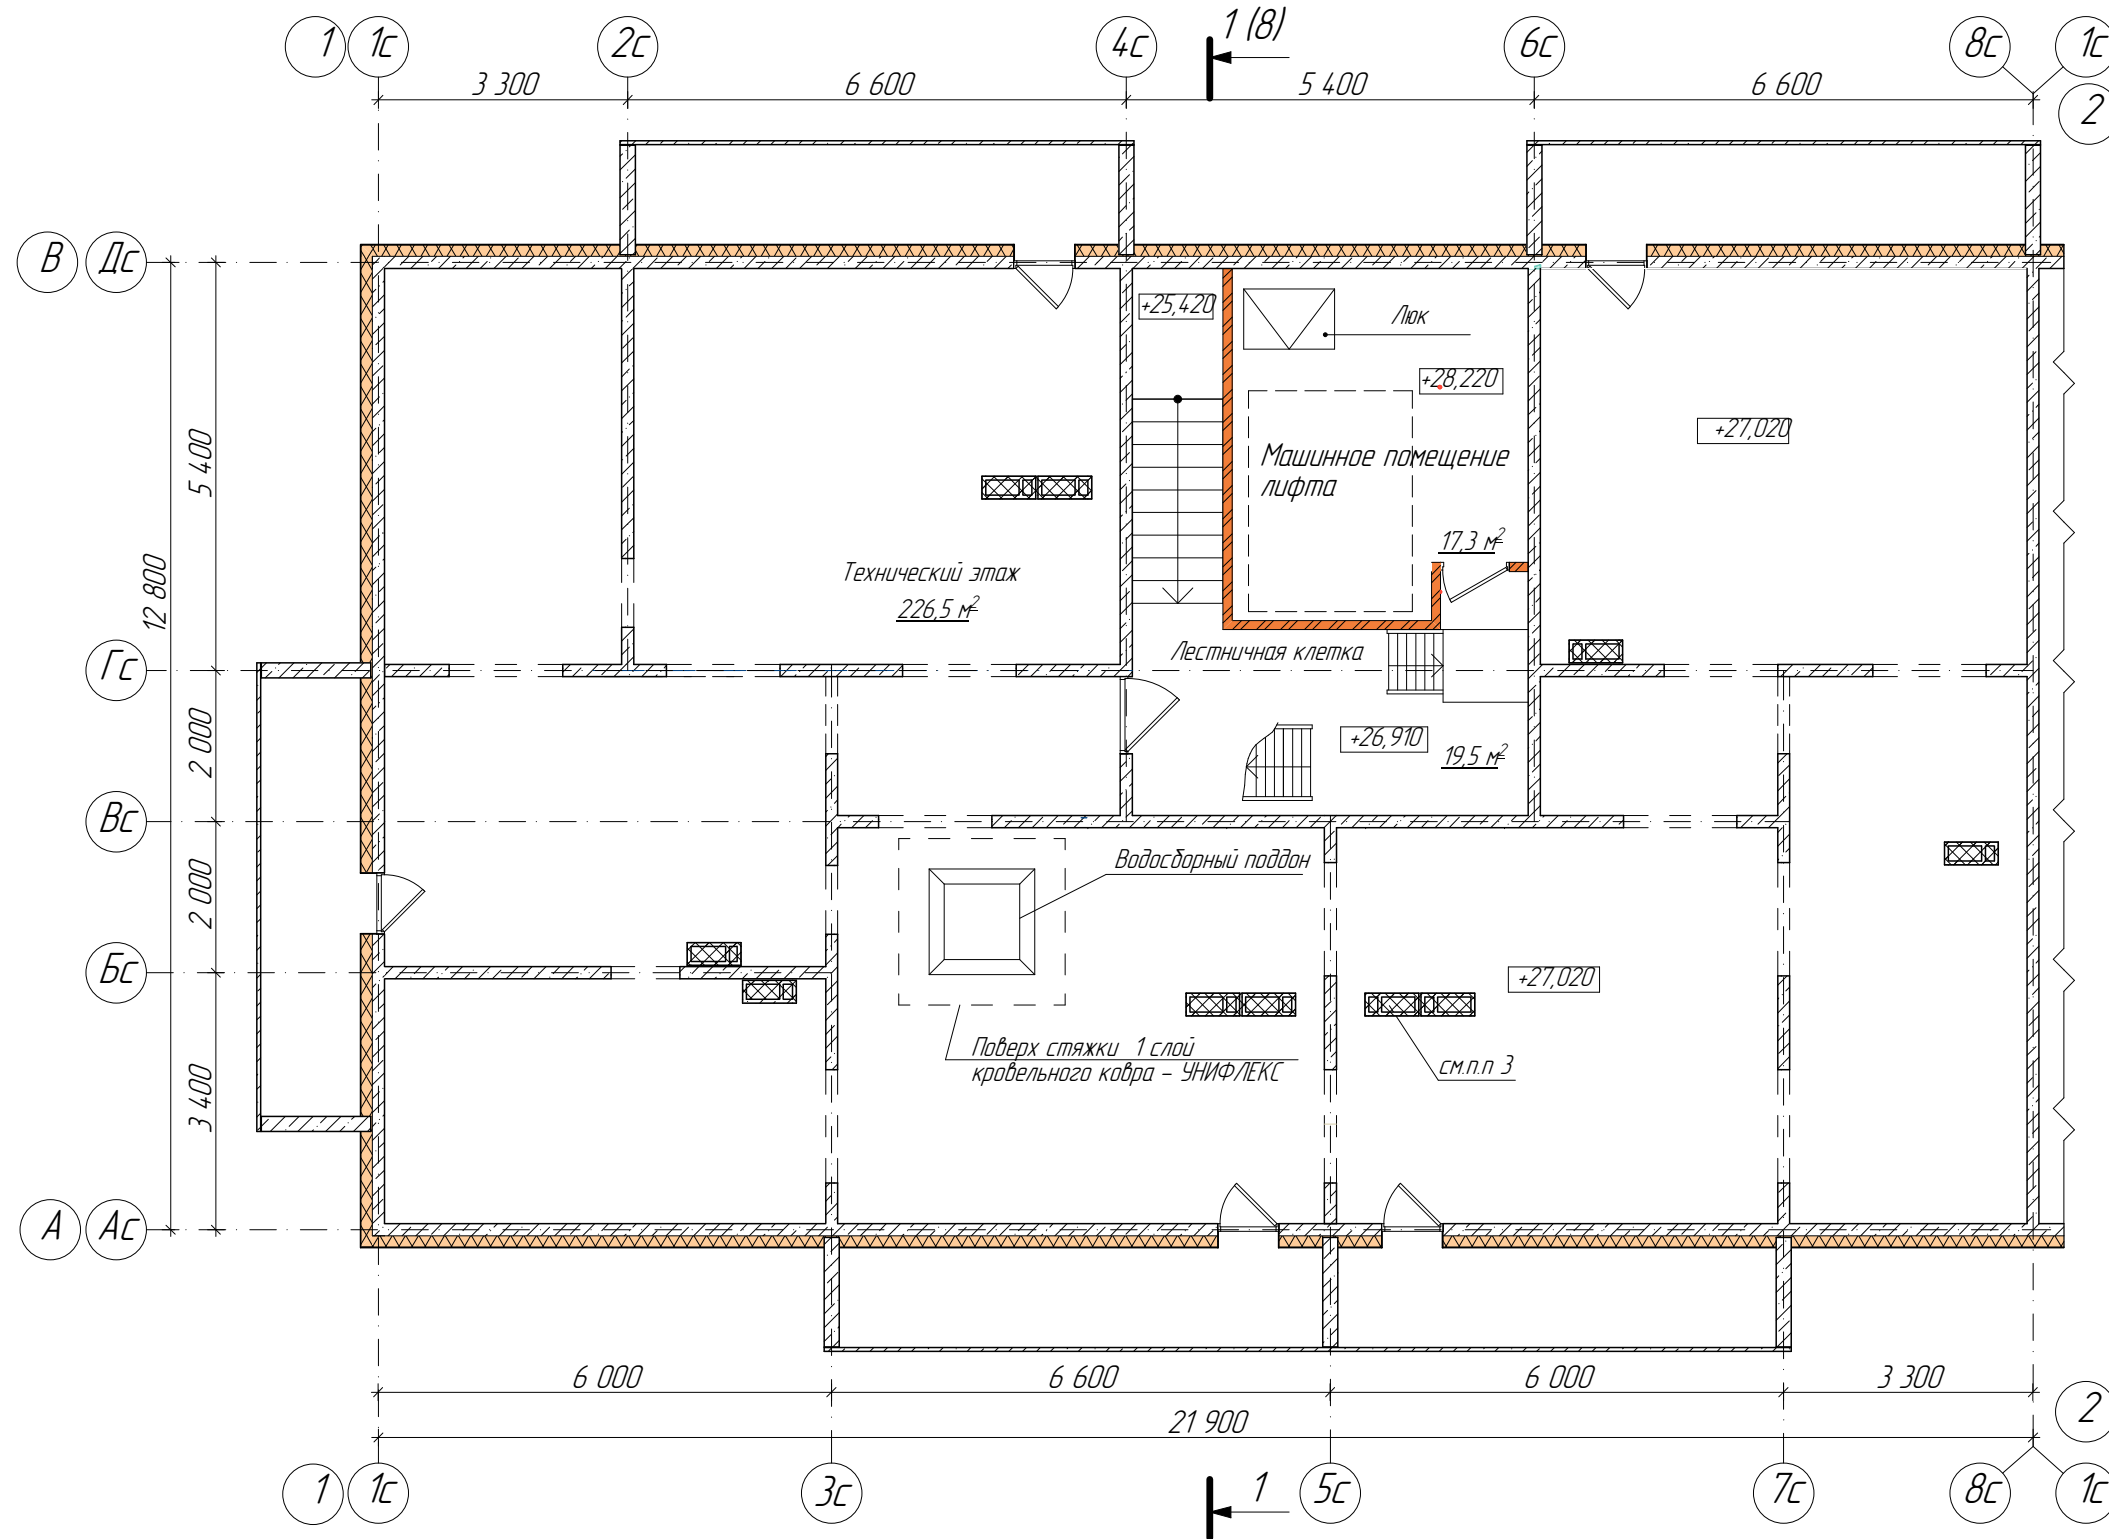 1 (8)
1 1с 2с 4с 6с 8с 1с
2
3 300 6 600 5 400 6 600
В Дс
+25,420
Люк
+28,220
+27,020
Машинное помещение
лифта
17,3 м²
5 400
12 800
Технический этаж
226,5 м²
Гс
Лестничная клетка
2 000
+26,910
19,5 м²
Вс
Водосборный поддон
2 000
Бс
+27,020
Поверх стяжки 1 слой
кровельного ковра – УНИФЛЕКС
см.п.п 3
3 400
А Ас
6 000 6 600 6 000 3 300
21 900
2
1 1с 3с 1 5с 7с 8с 1с